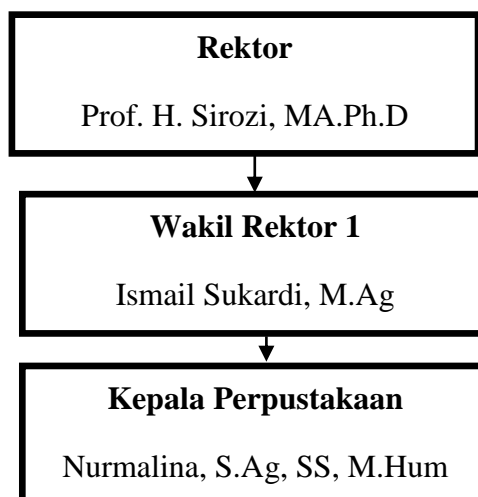 Rektor
Prof. H. Sirozi, MA.Ph.D
Wakil Rektor 1
Ismail Sukardi, M.Ag
Kepala Perpustakaan
Nurmalina, S.Ag, SS, M.Hum